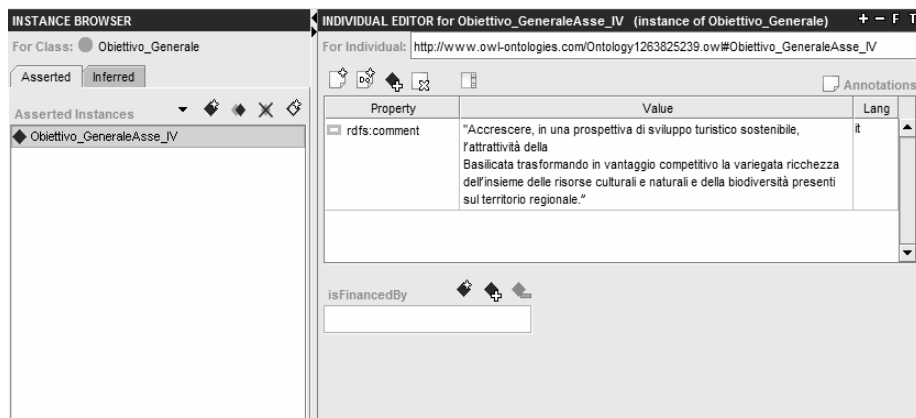 INSTANCE BROWSER
For Class: Obiettivo_Generale
Asserted Inferred
Asserted Instances
Obiettivo_GeneraleAsse_IV
INDIVIDUAL EDITOR for Obiettivo_GeneraleAsse_IV (instance of Obiettivo_Generale) + - F T
For Individual: http://www.owl-ontologies.com/Ontology1263825239.owl#Obiettivo_GeneraleAsse_IV
Annotations
Property Value Lang
rdfs:comment "Accrescere, in una prospettiva di sviluppo turistico sostenibile, it
l'attrattività della
Basilicata trasformando in vantaggio competitivo la variegata ricchezza
dell'insieme delle risorse culturali e naturali e della biodiversità presenti
sul territorio regionale."
isFinancedBy